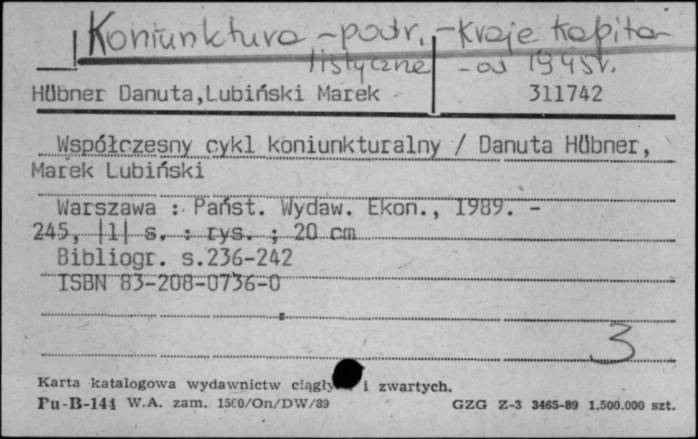 Koniunktura - podr. - kraje kapita-
listyczne - od 1945r.
Hübner Danuta,Lubiński Marek 311742
Współczesny cykl koniunkturalny / Danuta Hübner,
Marek Lubiński
Warszawa : Państ. Wydaw. Ekon., 1989. -
245, |1| s. : rys. ; 20 cm
Bibliogr. s.236-242
ISBN 83-208-0736-0
3
Karta katalogowa wydawnictw i zwartych.
Pu-B-144 W.A. zam. 1560/On/DW/89 GZG Z-3 3465-89 1.500.000 szt.